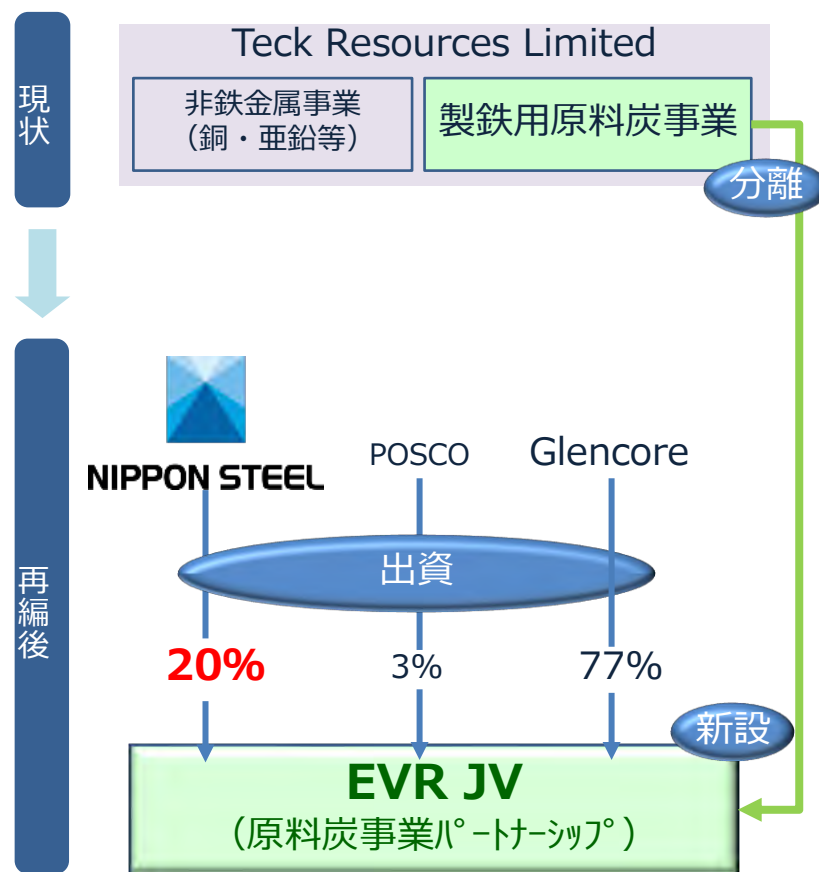 現状
Teck Resources Limited
非鉄金属事業
（銅・亜鉛等）
製鉄用原料炭事業
分離
再編後
NIPPON STEEL
POSCO
Glencore
出資
20%
3%
77%
新設
EVR JV
（原料炭事業ﾊﾟｰﾄﾅｰｼｯﾌﾟ）